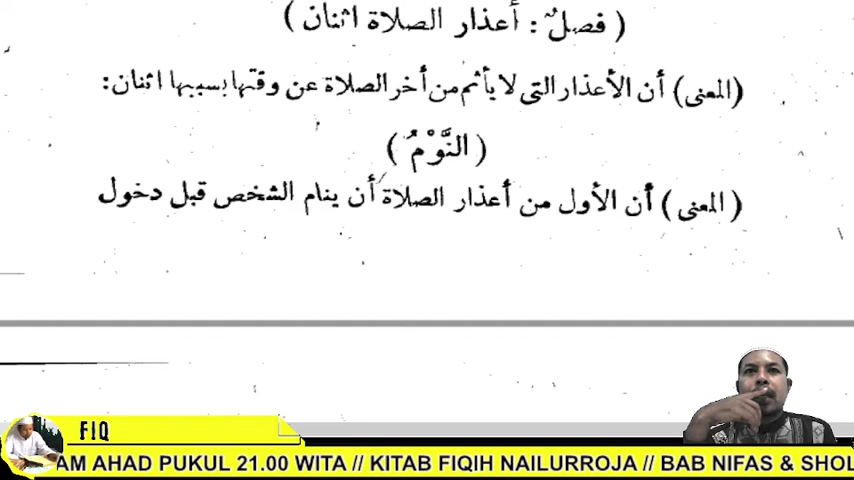 ( فصلٌ : أعذار الصلاة اثنان )
(المعنى) أن الأعذار التى لا يأثم من أخر الصلاة عن وقتها بسببها اثنان :
( النَّوْمُ )
(المعنى) أن الأول من أعذار الصلاة أن ينام الشخص قبل دخول
FIQ
AM AHAD PUKUL 21.00 WITA // KITAB FIQIH NAILURROJA // BAB NIFAS & SHOL